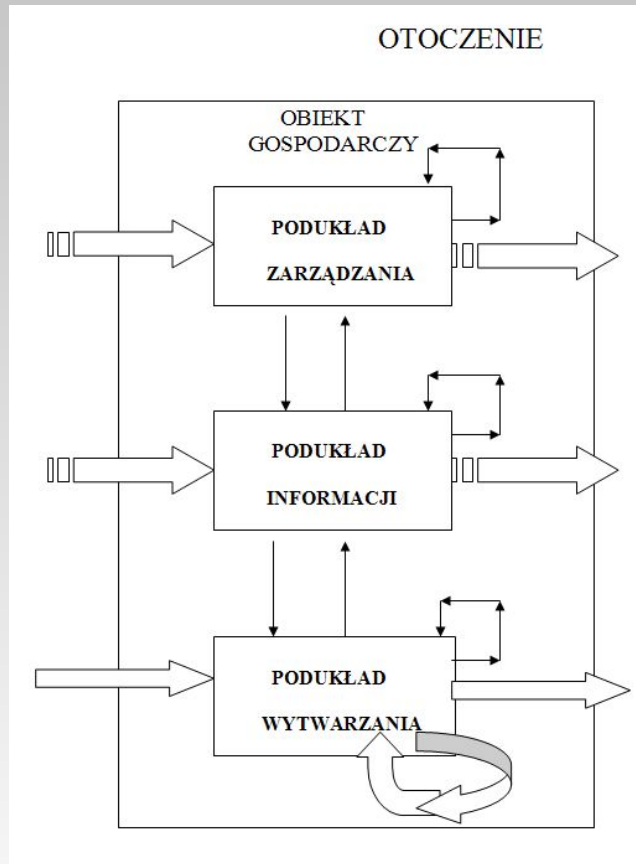 OTOCZENIE
OBIEKT
GOSPODARCZY
PODUKŁAD
ZARZĄDZANIA
PODUKŁAD
INFORMACJI
PODUKŁAD
WYTWARZANIA